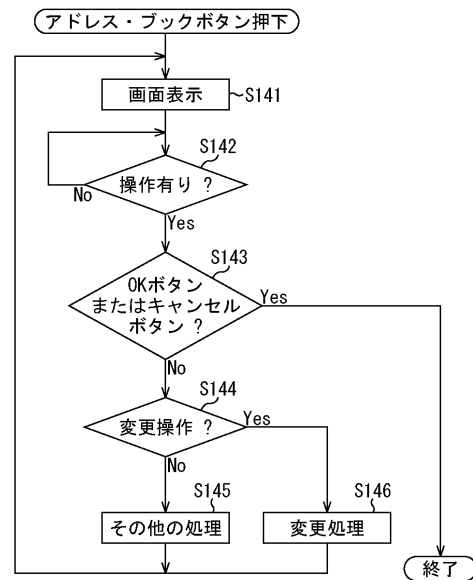 アドレス・ブックボタン押下
画面表示
S141
S142
操作有り ?
No
Yes
S143
OKボタン
またはキャンセル
ボタン ?
Yes
No
S144
変更操作 ?
Yes
No
S145
S146
その他の処理
変更処理
終了